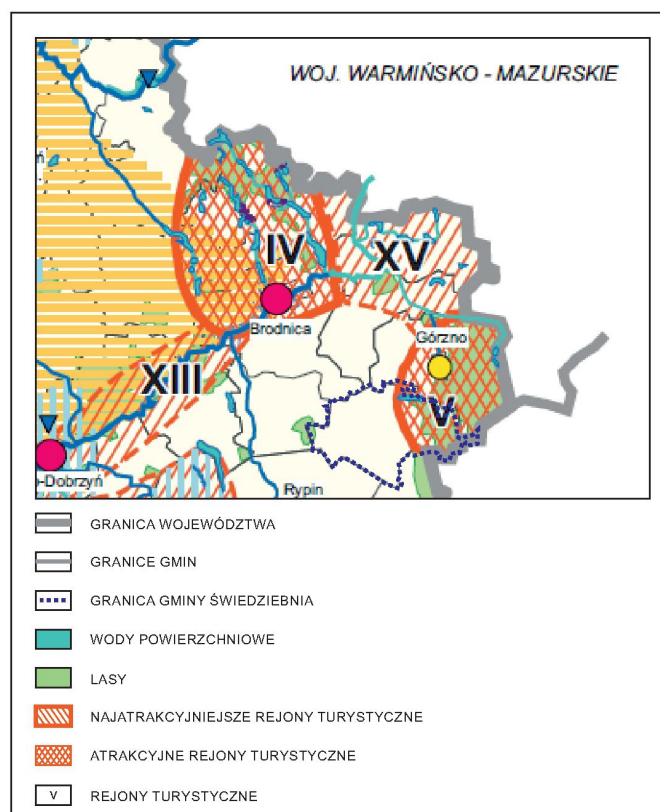 WOJ. WARMIŃSKO - MAZURSKIE
IV
XV
Brodnica
Górzno
XIII
V
o-Dobrzyń
Rypin
GRANICA WOJEWÓDZTWA
GRANICE GMIN
GRANICA GMINY ŚWIEDZIEBNIA
WODY POWIERZCHNIOWE
LASY
NAJATRAKCYJNIEJSZE REJONY TURYSTYCZNE
ATRAKCYJNE REJONY TURYSTYCZNE
V REJONY TURYSTYCZNE